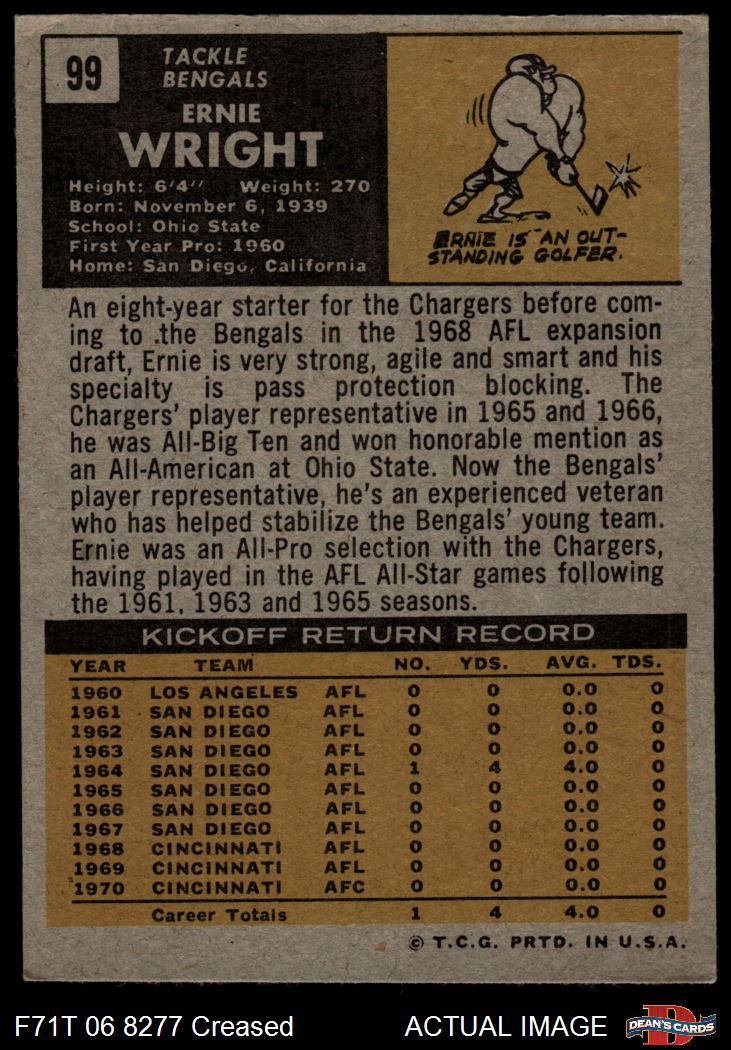 99
TACKLE
BENGALS
ERNIE
WRIGHT
Height: 6'4'' Weight: 270
Born: November 6, 1939
School: Ohio State
First Year Pro: 1960
Home: San Diego, California
ERNIE IS AN OUT-
STANDING GOLFER.
An eight-year starter for the Chargers before com-
ing to the Bengals in the 1968 AFL expansion
draft, Ernie is very strong, agile and smart and his
specialty is pass protection blocking. The
Chargers' player representative in 1965 and 1966,
he was All-Big Ten and won honorable mention as
an All-American at Ohio State. Now the Bengals'
player representative, he's an experienced veteran
who has helped stabilize the Bengals' young team.
Ernie was an All-Pro selection with the Chargers,
having played in the AFL All-Star games following
the 1961, 1963 and 1965 seasons.
KICKOFF RETURN RECORD
YEAR TEAM NO. YDS. AVG. TDS.
1960 LOS ANGELES AFL 0 0 0.0 0
1961 SAN DIEGO AFL 0 0 0.0 0
1962 SAN DIEGO AFL 0 0 0.0 0
1963 SAN DIEGO AFL 0 0 0.0 0
1964 SAN DIEGO AFL 1 4 4.0 0
1965 SAN DIEGO AFL 0 0 0.0 0
1966 SAN DIEGO AFL 0 0 0.0 0
1967 SAN DIEGO AFL 0 0 0.0 0
1968 CINCINNATI AFL 0 0 0.0 0
1969 CINCINNATI AFL 0 0 0.0 0
1970 CINCINNATI AFC 0 0 0.0 0
Career Totals 1 4 4.0 0
© T.C.G. PRTD. IN U.S.A.
F71T 06 8277 Creased ACTUAL IMAGE
D
DEAN'S CARDS